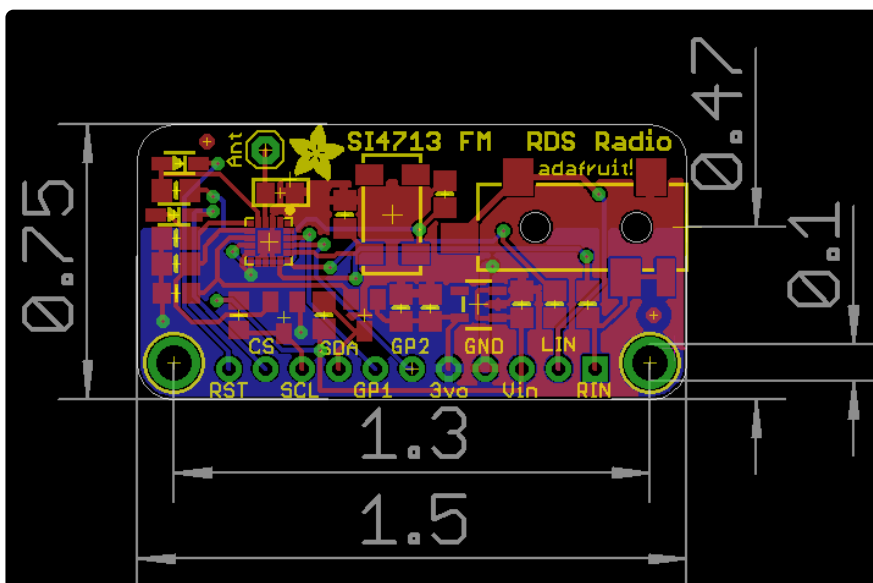 0.47
SI4713 FM RDS Radio
Ant
adafruit!
0.75
0.1
CS SDA GP2 GND LIN
RST SCL GP1 3vo Vin RIN
1.3
1.5